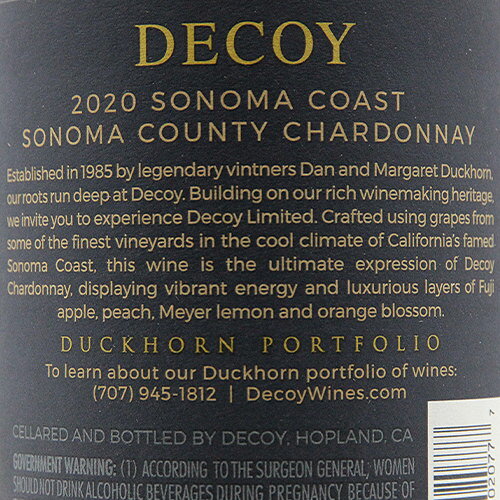 DECOY
2020 SONOMA COAST
SONOMA COUNTY CHARDONNAY
Established in 1985 by legendary vintners Dan and Margaret Duckhorn,
our roots run deep at Decoy. Building on our rich winemaking heritage,
we invite you to experience Decoy Limited. Crafted using grapes from
some of the finest vineyards in the cool climate of California's famed
Sonoma Coast, this wine is the ultimate expression of Decoy
Chardonnay, displaying vibrant energy and luxurious layers of Fuji
apple, peach, Meyer lemon and orange blossom.
DUCKHORN PORTFOLIO
To learn about our Duckhorn portfolio of wines:
(707) 945-1812 | DecoyWines.com
CELLARED AND BOTTLED BY DECOY, HOPLAND, CA
GOVERNMENT WARNING: (1) ACCORDING TO THE SURGEON GENERAL, WOMEN
SHOULD NOT DRINK ALCOHOLIC BEVERAGES DURING PREGNANCY BECAUSE OF